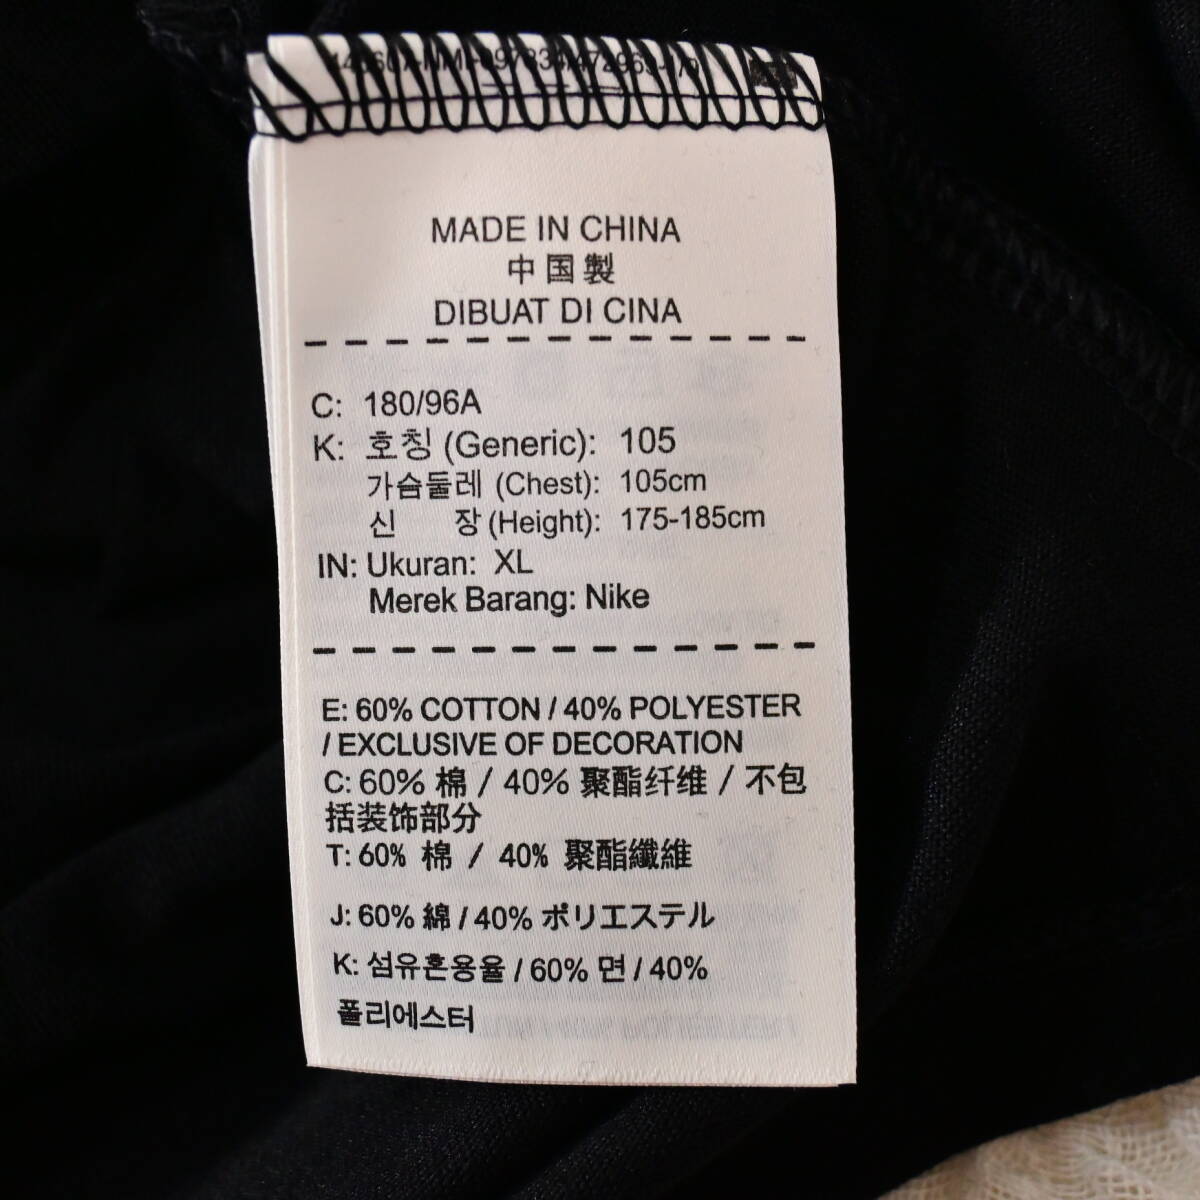 MADE IN CHINA
中国製
DIBUAT DI CINA
C: 180/96A
K: 호칭 (Generic): 105
가슴둘레 (Chest): 105cm
신 장 (Height): 175-185cm
IN: Ukuran: XL
Merek Barang: Nike
E: 60% COTTON / 40% POLYESTER
/ EXCLUSIVE OF DECORATION
C: 60% 棉 / 40% 聚酯纤维 / 不包
括装饰部分
T: 60% 棉 / 40% 聚酯纖維
J: 60% 綿 / 40% ポリエステル
K: 섬유혼용율 / 60% 면 / 40%
폴리에스터